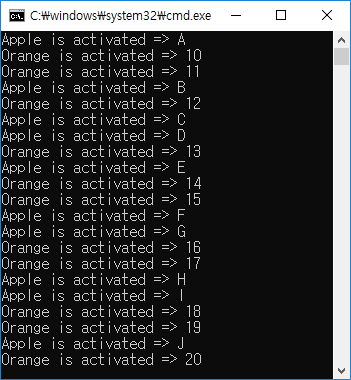 C:₩windows₩system32₩cmd.exe
Apple is activated => A
Orange is activated => 10
Orange is activated => 11
Apple is activated => B
Orange is activated => 12
Apple is activated => C
Apple is activated => D
Orange is activated => 13
Apple is activated => E
Orange is activated => 14
Orange is activated => 15
Apple is activated => F
Apple is activated => G
Orange is activated => 16
Orange is activated => 17
Apple is activated => H
Apple is activated => I
Orange is activated => 18
Orange is activated => 19
Apple is activated => J
Orange is activated => 20